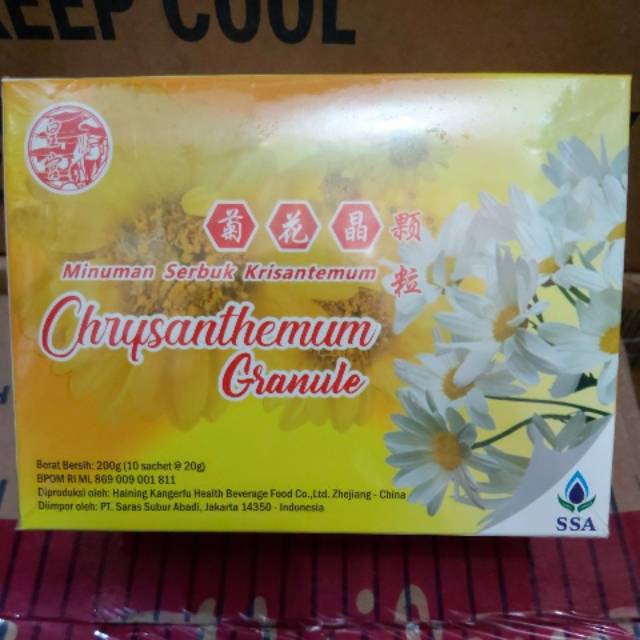 KEEP COOL
皇室
菊花晶颗粒
Minuman Serbuk Krisantemum
Chrysanthemum
Granule
Berat Bersih: 200g (10 sachet @ 20g)
BPOM RI ML 869 009 001 811
Diproduksi oleh: Haining Kangerfu Health Beverage Food Co.,Ltd. Zhejiang - China
Diimpor oleh: PT. Saras Subur Abadi, Jakarta 14350 - Indonesia
SSA